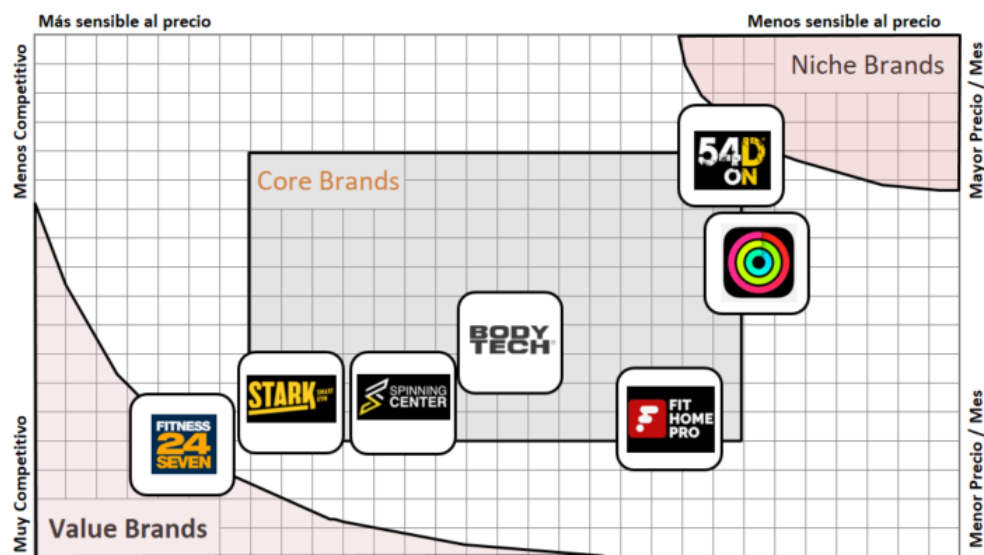 Más sensible al precio
Menos sensible al precio
Menos Competitivo
Mayor Precio / Mes
Niche Brands
54D
ON
Core Brands
BODY
TECH
STARK SMART
GYM
SPINNING
CENTER
FIT
HOME
PRO
FITNESS
24
SEVEN
Muy Competitivo
Menor Precio / Mes
Value Brands